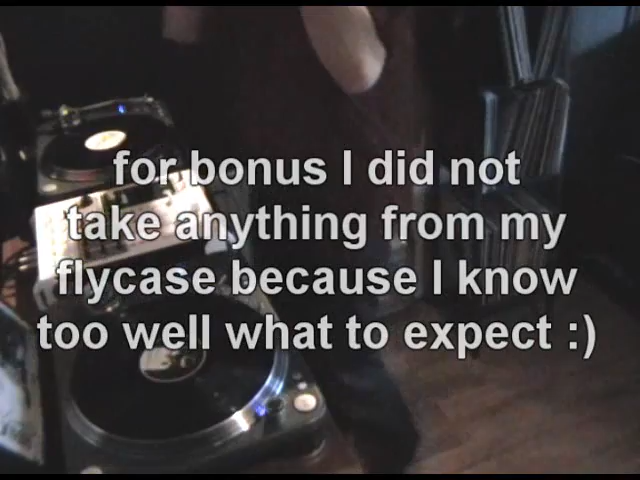 for bonus I did not
take anything from my
flycase because I know
too well what to expect :)